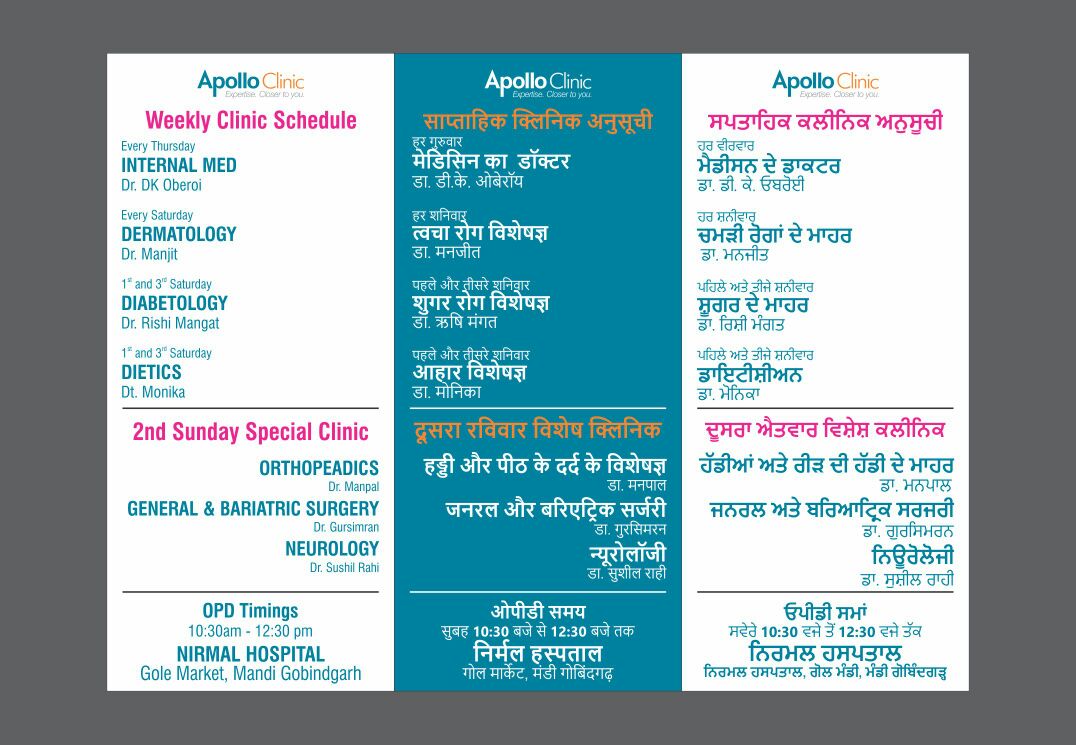 Apollo Clinic
Expertise. Closer to you.
Weekly Clinic Schedule
Every Thursday
INTERNAL MED
Dr. DK Oberoi
Every Saturday
DERMATOLOGY
Dr. Manjit
1st and 3rd Saturday
DIABETOLOGY
Dr. Rishi Mangat
1st and 3rd Saturday
DIETICS
Dt. Monika
2nd Sunday Special Clinic
ORTHOPEADICS
Dr. Manpal
GENERAL & BARIATRIC SURGERY
Dr. Gursimran
NEUROLOGY
Dr. Sushil Rahi
OPD Timings
10:30am - 12:30 pm
NIRMAL HOSPITAL
Gole Market, Mandi Gobindgarh
Apollo Clinic
Expertise. Closer to you.
साप्ताहिक क्लिनिक अनुसूची
हर गुरुवार
मेडिसिन का डॉक्टर
डा. डी.के. ओबेरॉय
हर शनिवार
त्वचा रोग विशेषज्ञ
डा. मनजीत
पहले और तीसरे शनिवार
शुगर रोग विशेषज्ञ
डा. ऋषि मंगत
पहले और तीसरे शनिवार
आहार विशेषज्ञ
डा. मोनिका
दूसरा रविवार विशेष क्लिनिक
हड्डी और पीठ के दर्द के विशेषज्ञ
डा. मनपाल
जनरल और बरिएट्रिक सर्जरी
डा. गुरसिमरन
न्यूरोलॉजी
डा. सुशील राही
ओपीडी समय
सुबह 10:30 बजे से 12:30 बजे तक
निर्मल हस्पताल
गोल मार्केट, मंडी गोबिंदगढ़
Apollo Clinic
Expertise. Closer to you.
ਸਪਤਾਹਿਕ ਕਲੀਨਿਕ ਅਨੁਸੂਚੀ
ਹਰ ਵੀਰਵਾਰ
ਮੈਡੀਸਨ ਦੇ ਡਾਕਟਰ
ਡਾ. ਡੀ. ਕੇ. ਓਬਰੋਈ
ਹਰ ਸ਼ਨੀਵਾਰ
ਚਮੜੀ ਰੋਗਾਂ ਦੇ ਮਾਹਰ
ਡਾ. ਮਨਜੀਤ
ਪਹਿਲੇ ਅਤੇ ਤੀਜੇ ਸ਼ਨੀਵਾਰ
ਸ਼ੂਗਰ ਦੇ ਮਾਹਰ
ਡਾ. ਰਿਸ਼ੀ ਮੰਗਤ
ਪਹਿਲੇ ਅਤੇ ਤੀਜੇ ਸ਼ਨੀਵਾਰ
ਡਾਇਟੀਸ਼ੀਅਨ
ਡਾ. ਮੋਨਿਕਾ
ਦੂਸਰਾ ਐਤਵਾਰ ਵਿਸ਼ੇਸ਼ ਕਲੀਨਿਕ
ਹੱਡੀਆਂ ਅਤੇ ਰੀੜ ਦੀ ਹੱਡੀ ਦੇ ਮਾਹਰ
ਡਾ. ਮਨਪਾਲ
ਜਨਰਲ ਅਤੇ ਬਰਿਆਟ੍ਰਿਕ ਸਰਜਰੀ
ਡਾ. ਗੁਰਸਿਮਰਨ
ਨਿਊਰੋਲੋਜੀ
ਡਾ. ਸੁਸ਼ੀਲ ਰਾਹੀ
ਓਪੀਡੀ ਸਮਾਂ
ਸਵੇਰੇ 10:30 ਵਜੇ ਤੋਂ 12:30 ਵਜੇ ਤੱਕ
ਨਿਰਮਲ ਹਸਪਤਾਲ
ਨਿਰਮਲ ਹਸਪਤਾਲ, ਗੋਲ ਮੰਡੀ, ਮੰਡੀ ਗੋਬਿੰਦਗੜ੍ਹ